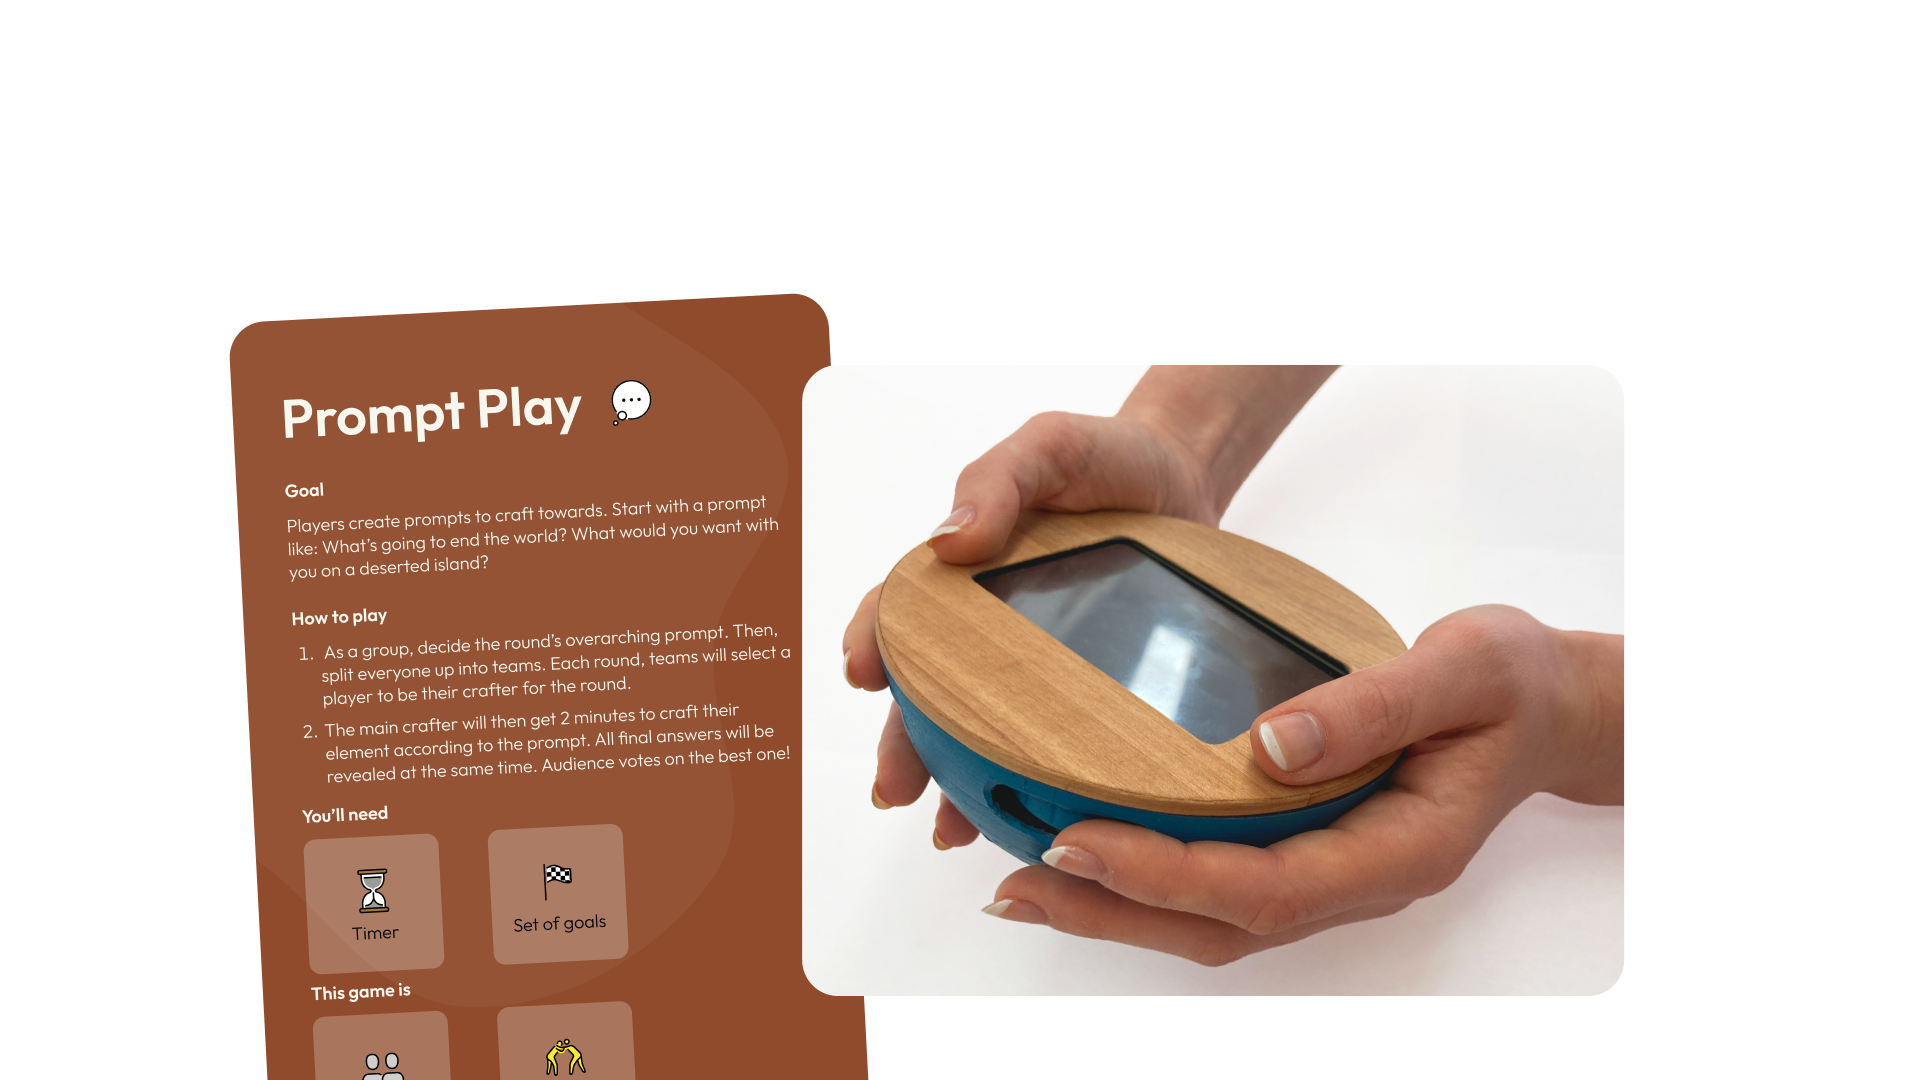 Prompt Play
Goal
Players create prompts to craft towards. Start with a prompt
like: What's going to end the world? What would you want with
you on a deserted island?
How to play
1. As a group, decide the round's overarching prompt. Then,
split everyone up into teams. Each round, teams will select a
player to be their crafter for the round.
2. The main crafter will then get 2 minutes to craft their
element according to the prompt. All final answers will be
revealed at the same time. Audience votes on the best one!
You'll need
Timer
Set of goals
This game is